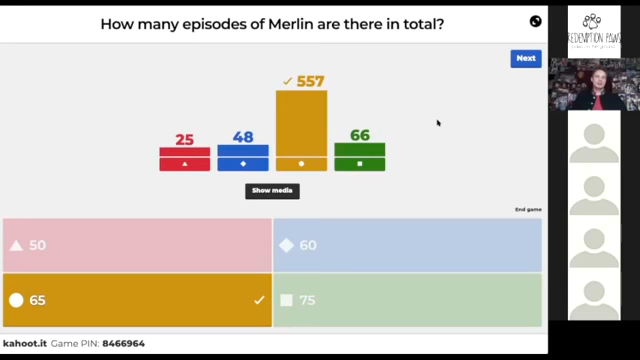 How many episodes of Merlin are there in total?
REDEMPTION PAWS
Next
557
25
48
66
Show media
End game
50
60
65
75
kahoot.it Game PIN: 8466964